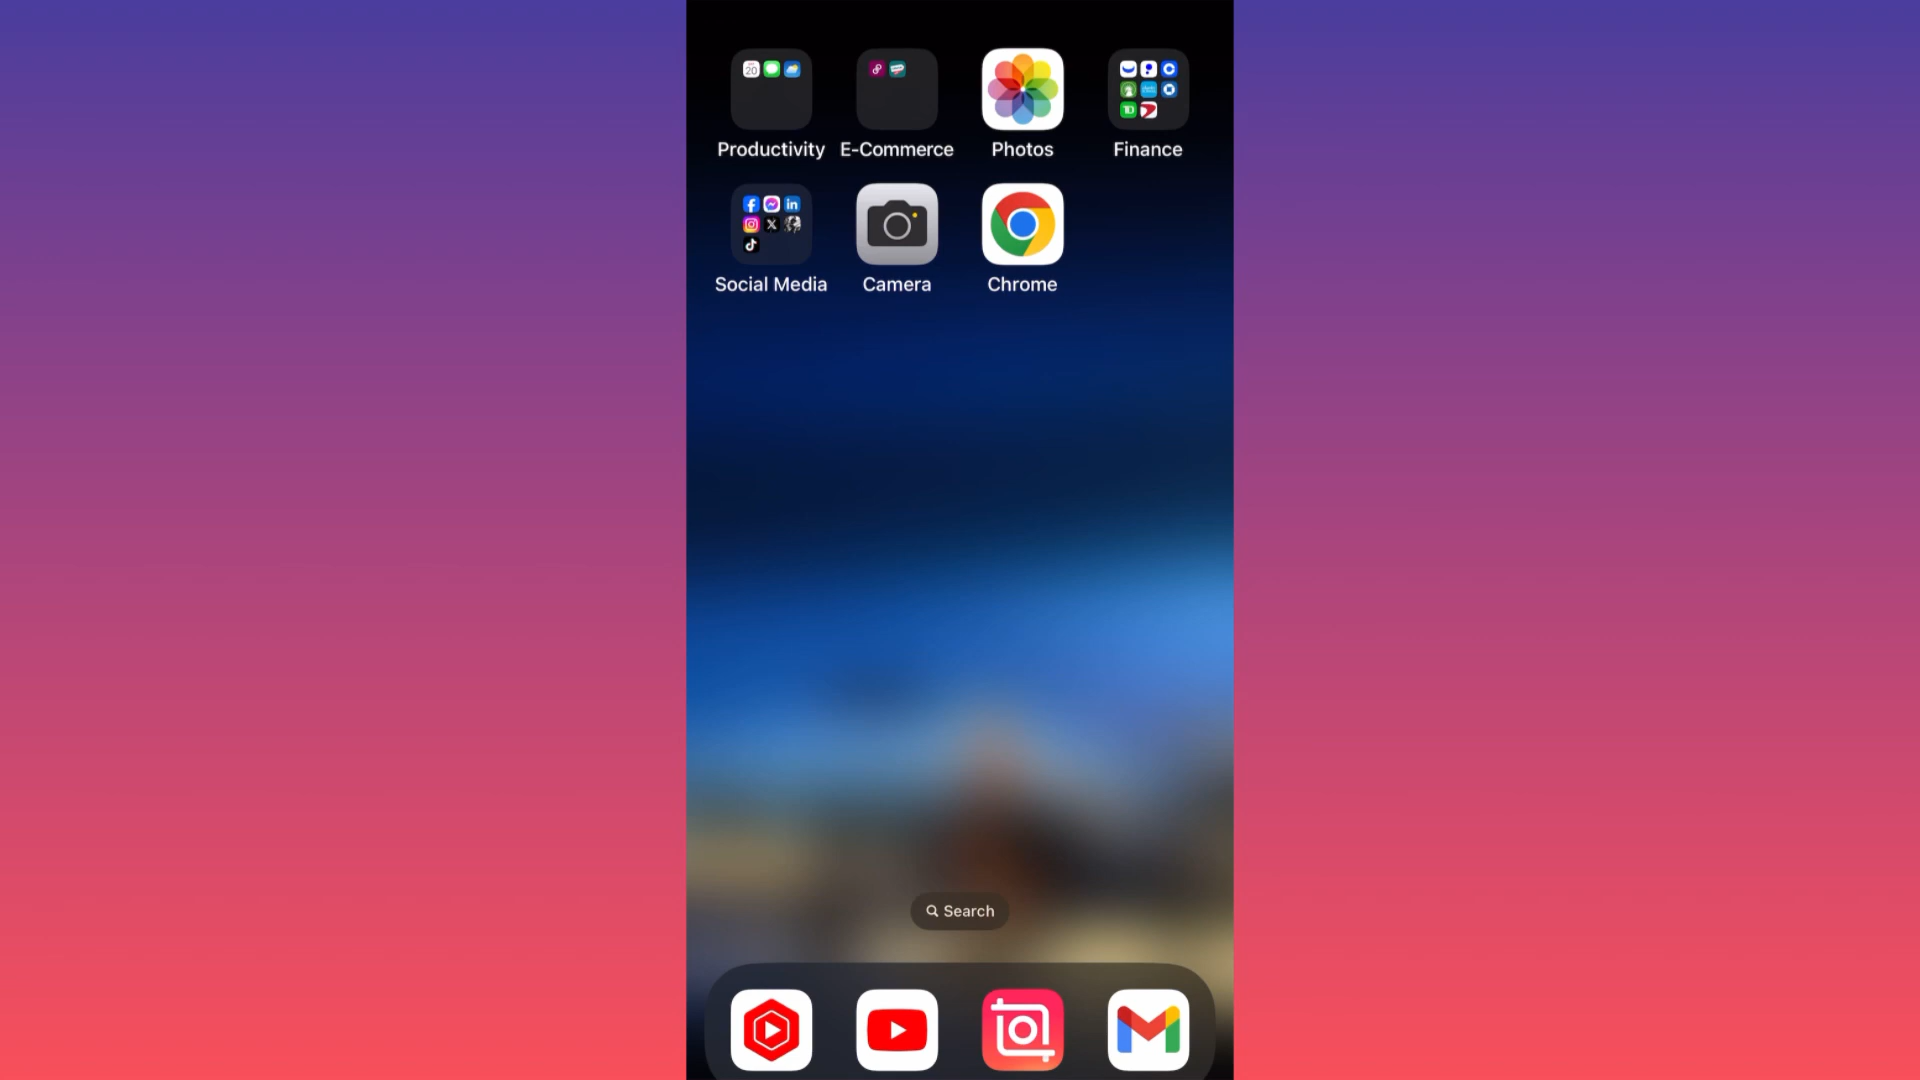 Productivity E-Commerce Photos Finance
Social Media Camera Chrome
Search